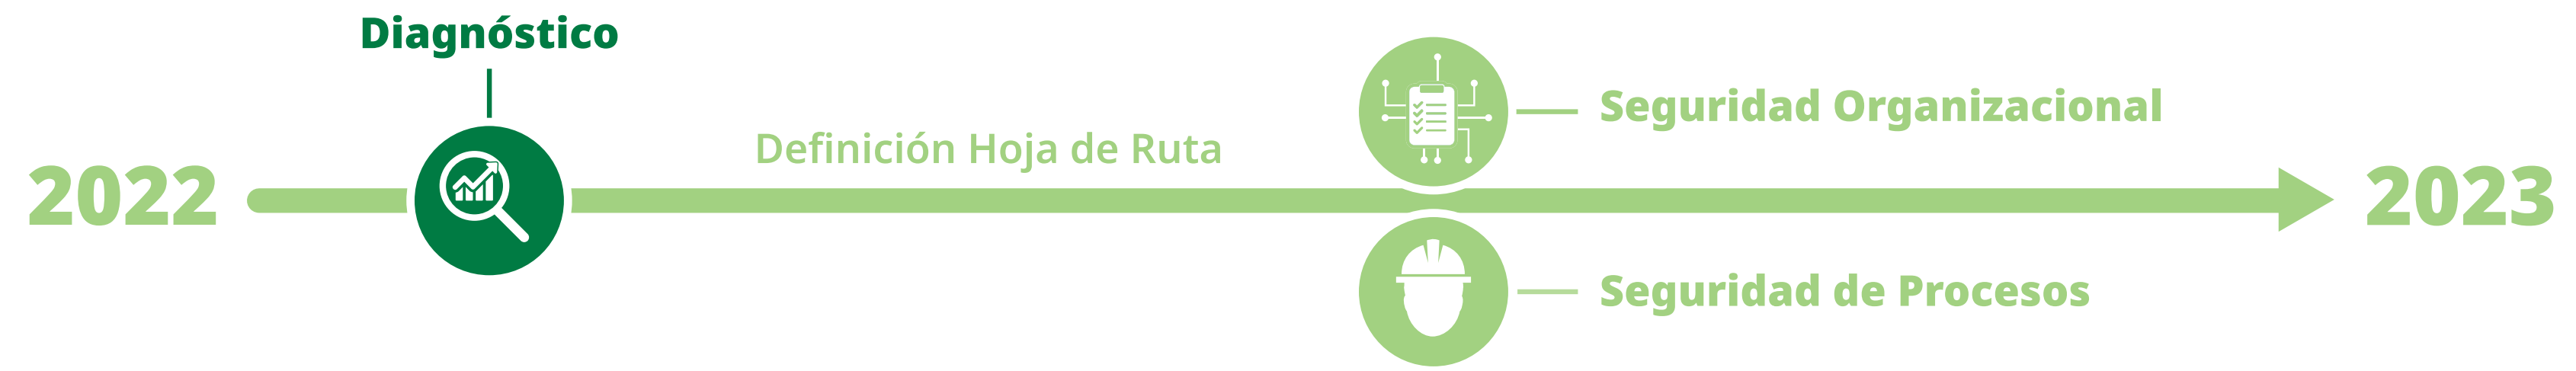 Diagnóstico
2022
Definición Hoja de Ruta
Seguridad Organizacional
Seguridad de Procesos
2023